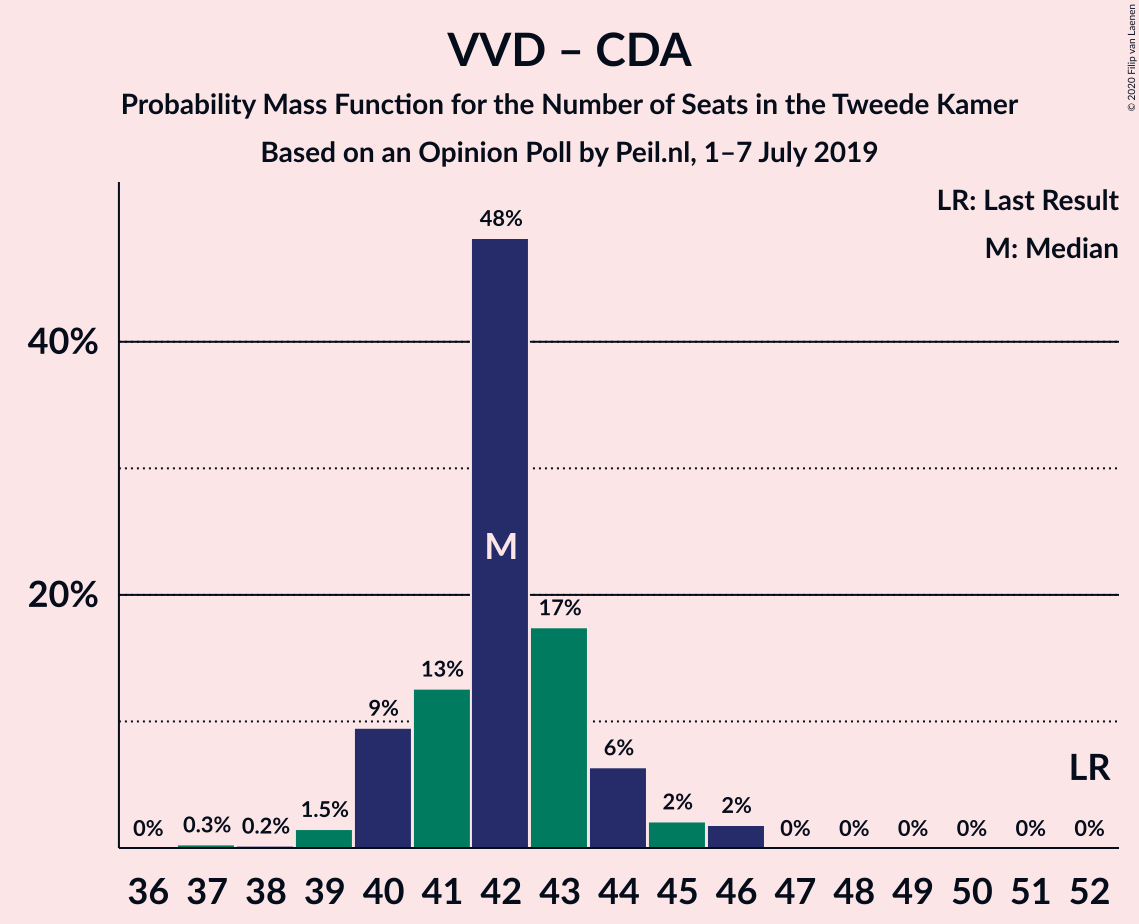 VVD – CDA
Probability Mass Function for the Number of Seats in the Tweede Kamer
Based on an Opinion Poll by Peil.nl, 1–7 July 2019
© 2020 Filip van Laenen
LR: Last Result
M: Median
40%
20%
0%
0.3%
0.2%
1.5%
9%
13%
48%
M
17%
6%
2%
2%
0%
0%
0%
0%
0%
0%
LR
36 37 38 39 40 41 42 43 44 45 46 47 48 49 50 51 52